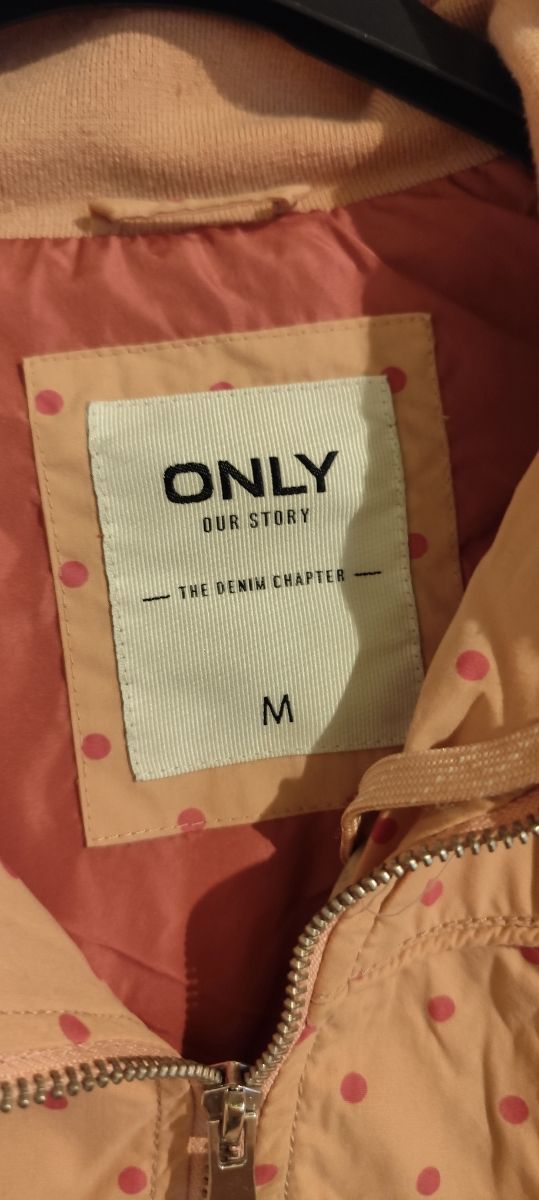 ONLY
OUR STORY
THE DENIM CHAPTER
M